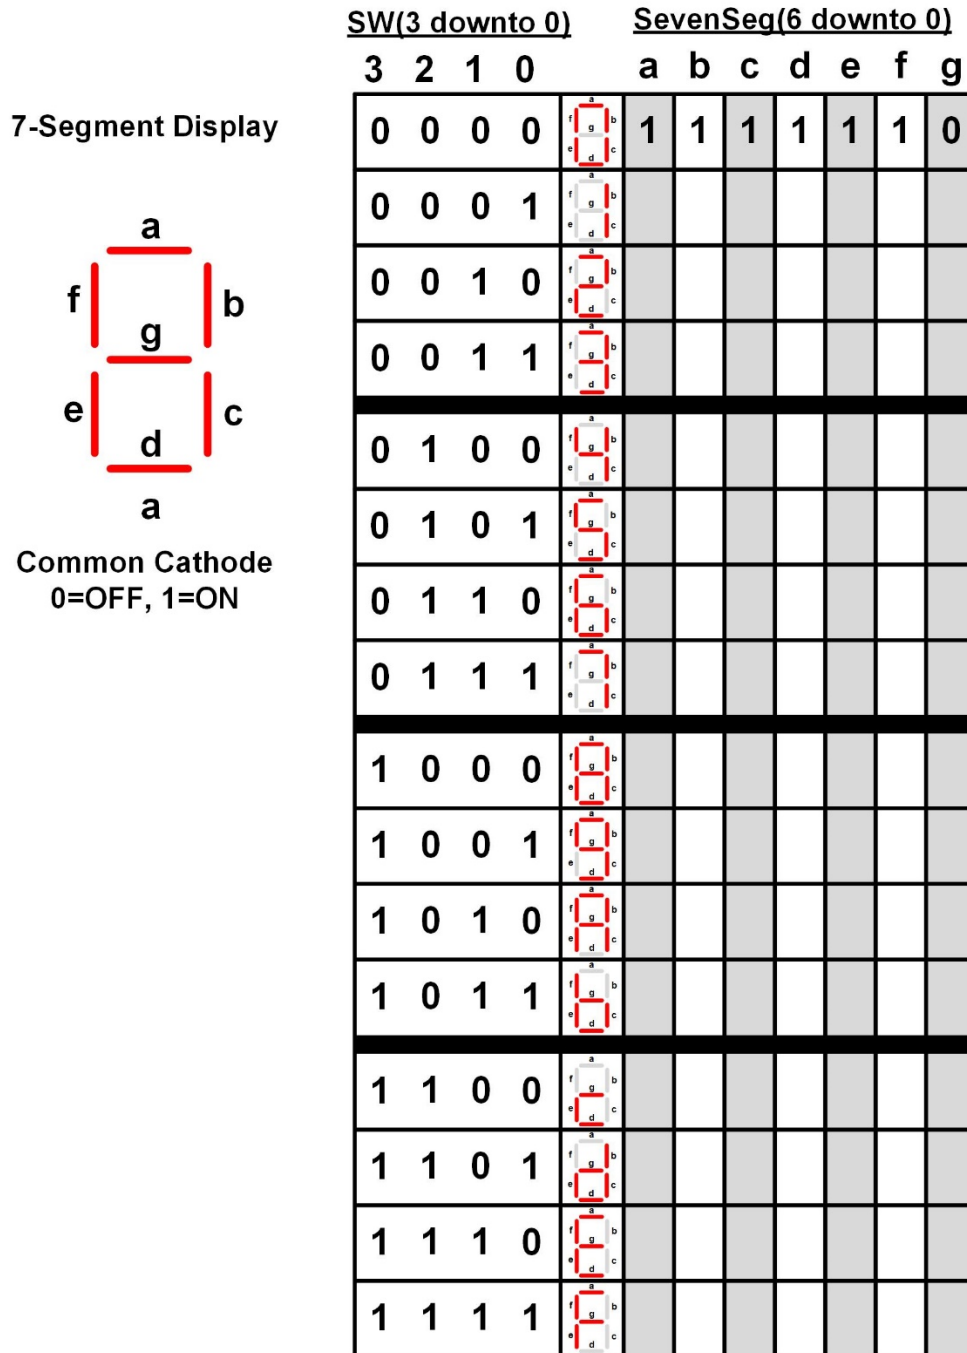 SW(3 downto 0) SevenSeg(6 downto 0)
3 2 1 0 a b c d e f g
7-Segment Display
a
f b
g
e c
d
a
Common Cathode
0=OFF, 1=ON
0 0 0 0 a f b g e c d 1 1 1 1 1 1 0
0 0 0 1 a f b g e c d
0 0 1 0 a f b g e c d
0 0 1 1 a f b g e c d
0 1 0 0 a f b g e c d
0 1 0 1 a f b g e c d
0 1 1 0 a f b g e c d
0 1 1 1 a f b g e c d
1 0 0 0 a f b g e c d
1 0 0 1 a f b g e c d
1 0 1 0 a f b g e c d
1 0 1 1 a f b g e c d
1 1 0 0 a f b g e c d
1 1 0 1 a f b g e c d
1 1 1 0 a f b g e c d
1 1 1 1 a f b g e c d